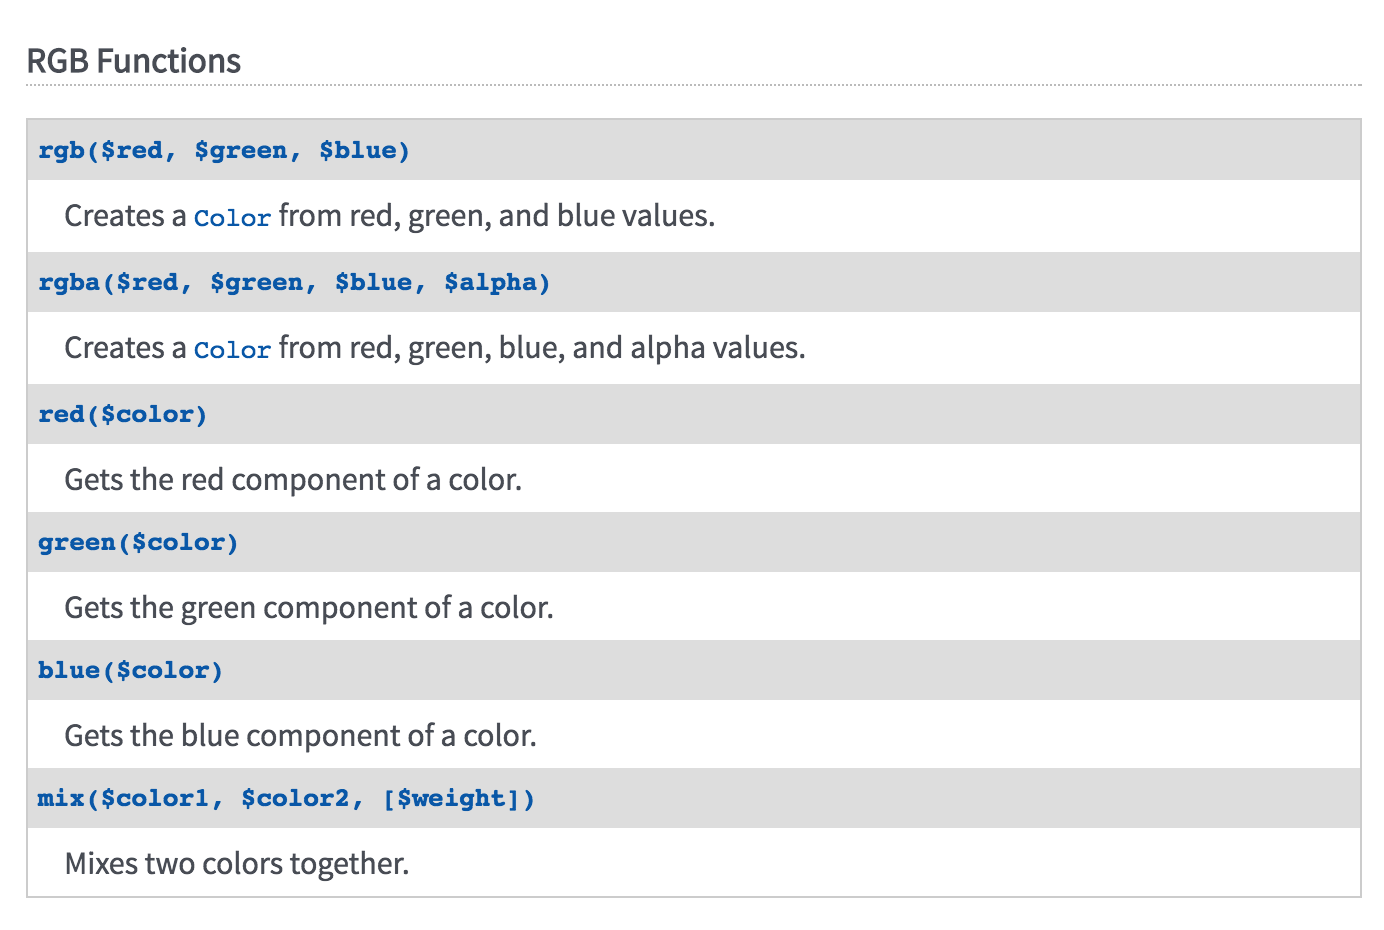 RGB Functions
rgb($red, $green, $blue)
Creates a Color from red, green, and blue values.
rgba($red, $green, $blue, $alpha)
Creates a Color from red, green, blue, and alpha values.
red($color)
Gets the red component of a color.
green($color)
Gets the green component of a color.
blue($color)
Gets the blue component of a color.
mix($color1, $color2, [$weight])
Mixes two colors together.